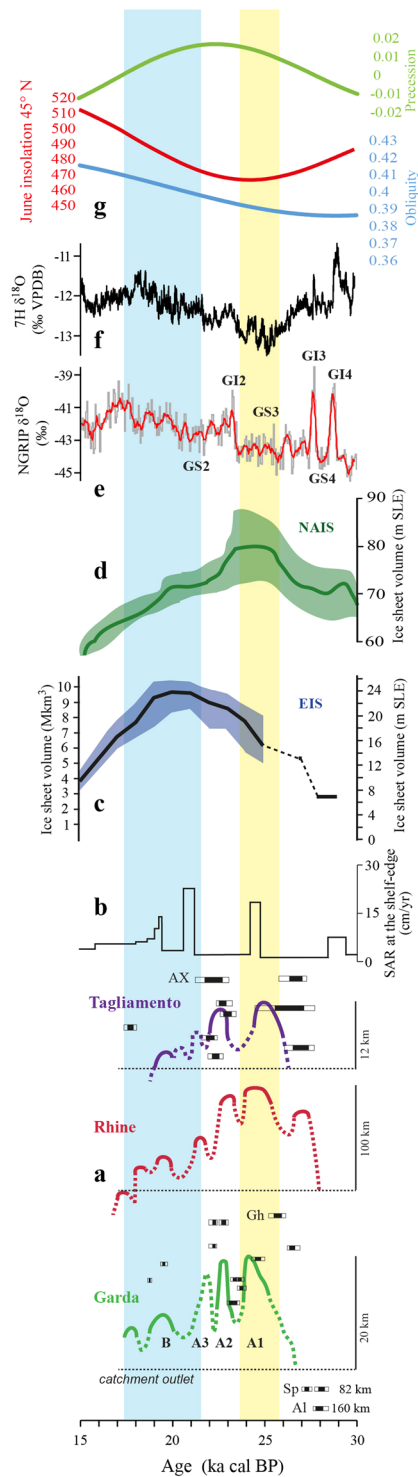 0.02
0.01
0
-0.01
-0.02
Precession
520
510
500
490
480
470
460
450
June insolation 45° N
0.43
0.42
0.41
0.4
0.39
0.38
0.37
0.36
Obliquity
g
-11
-12
-13
7H δ18O
(‰ VPDB)
f
-39
-41
-43
-45
NGRIP δ18O
(‰)
GI2
GS2
GS3
GI3
GI4
GS4
e
90
80
70
60
Ice sheet volume (m SLE)
NAIS
d
10
9
8
7
6
5
4
3
2
1
Ice sheet volume (Mkm3)
EIS
24
20
16
12
8
4
0
Ice sheet volume (m SLE)
c
30
15
0
SAR at the shelf-edge
(cm/yr)
b
AX
Tagliamento
12 km
Rhine
100 km
a
Gh
Garda
20 km
B
A3
A2
A1
catchment outlet
Sp
82 km
Al
160 km
15
20
25
30
Age (ka cal BP)